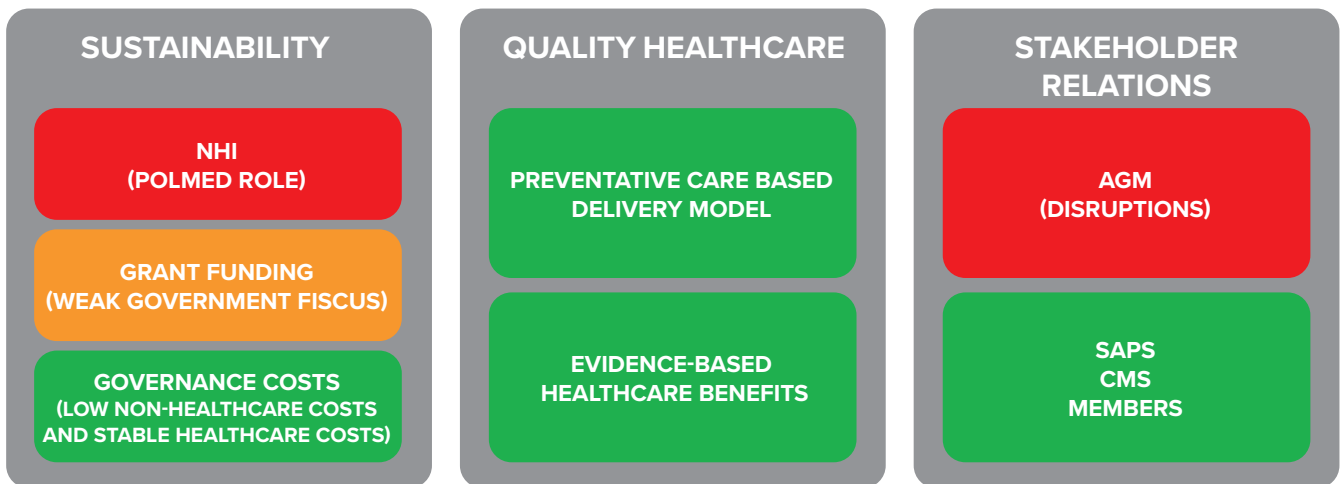 SUSTAINABILITY
NHI
(POLMED ROLE)
GRANT FUNDING
(WEAK GOVERNMENT FISCUS)
GOVERNANCE COSTS
(LOW NON-HEALTHCARE COSTS
AND STABLE HEALTHCARE COSTS)
QUALITY HEALTHCARE
PREVENTATIVE CARE BASED
DELIVERY MODEL
EVIDENCE-BASED
HEALTHCARE BENEFITS
STAKEHOLDER
RELATIONS
AGM
(DISRUPTIONS)
SAPS
CMS
MEMBERS